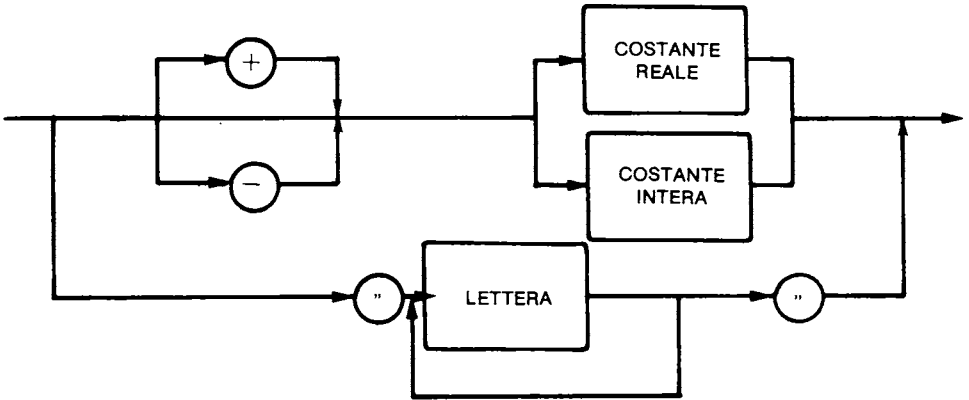 +
COSTANTE
REALE
−
COSTANTE
INTERA
”
LETTERA
”